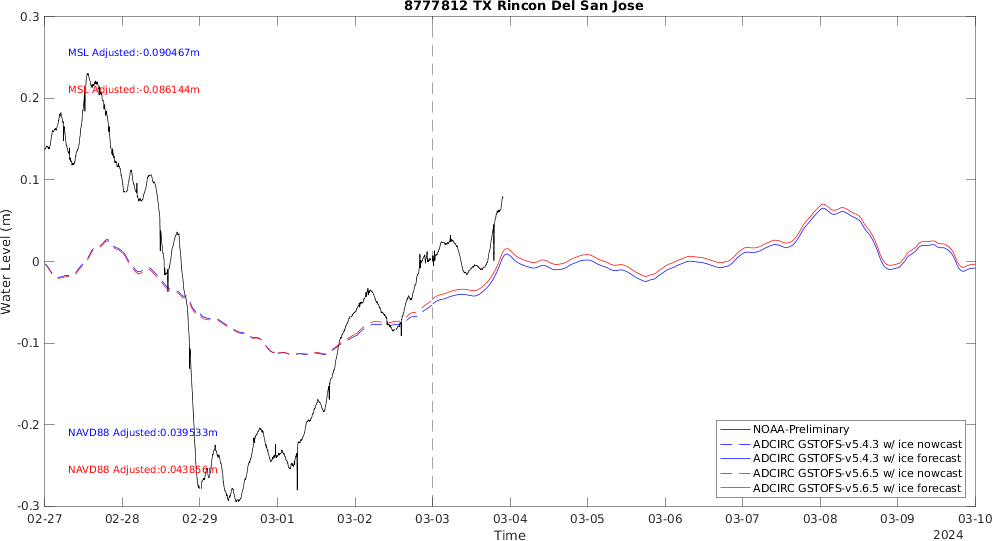 8777812 TX Rincon Del San Jose
MSL Adjusted:-0.090467m
MSL Adjusted:-0.086144m
NAVD88 Adjusted:0.039533m
NAVD88 Adjusted:0.043856m
Water Level (m)
0.3
0.2
0.1
0
-0.1
-0.2
-0.3
NOAA-Preliminary
ADCIRC GSTOFS-v5.4.3 w/ ice nowcast
ADCIRC GSTOFS-v5.4.3 w/ ice forecast
ADCIRC GSTOFS-v5.6.5 w/ ice nowcast
ADCIRC GSTOFS-v5.6.5 w/ ice forecast
02-27 02-28 02-29 03-01 03-02 03-03 03-04 03-05 03-06 03-07 03-08 03-09 03-10
Time
2024